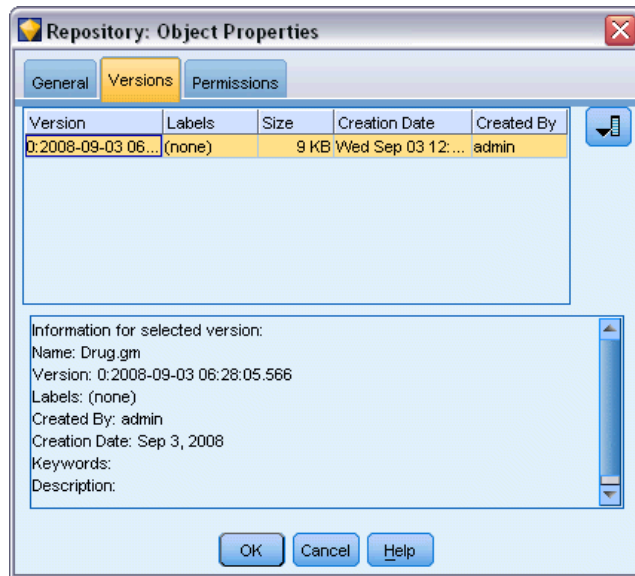 Repository: Object Properties
General Versions Permissions
Version Labels Size Creation Date Created By
0:2008-09-03 06... (none) 9 KB Wed Sep 03 12:... admin
Information for selected version:
Name: Drug.gm
Version: 0:2008-09-03 06:28:05.566
Labels: (none)
Created By: admin
Creation Date: Sep 3, 2008
Keywords:
Description:
OK Cancel Help